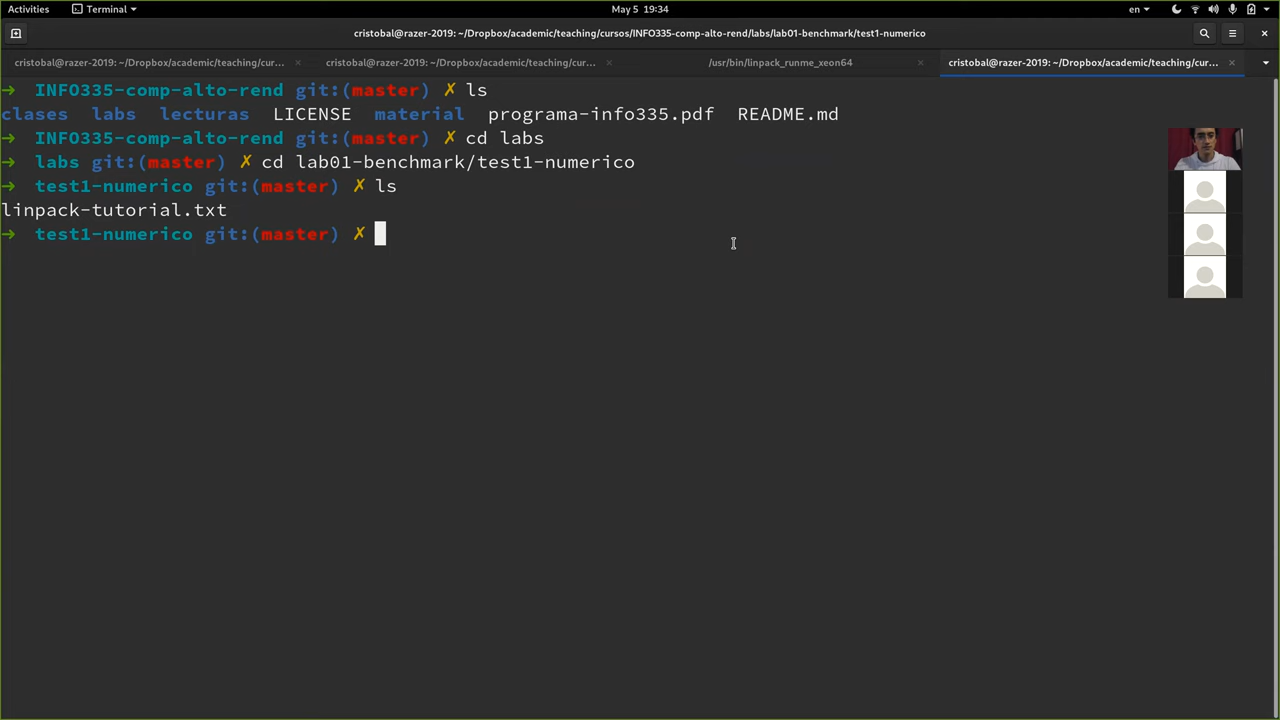 Activities Terminal May 5 19:34 en
cristobal@razer-2019: ~/Dropbox/academic/teaching/cursos/INFO335-comp-alto-rend/labs/lab01-benchmark/test1-numerico
cristobal@razer-2019: ~/Dropbox/academic/teaching/cur... × cristobal@razer-2019: ~/Dropbox/academic/teaching/cur... × /usr/bin/linpack_runme_xeon64 × cristobal@razer-2019: ~/Dropbox/academic/teaching/cur... ×
→ INFO335-comp-alto-rend git:(master) ✗ ls
clases labs lecturas LICENSE material programa-info335.pdf README.md
→ INFO335-comp-alto-rend git:(master) ✗ cd labs
→ labs git:(master) ✗ cd lab01-benchmark/test1-numerico
→ test1-numerico git:(master) ✗ ls
linpack-tutorial.txt
→ test1-numerico git:(master) ✗